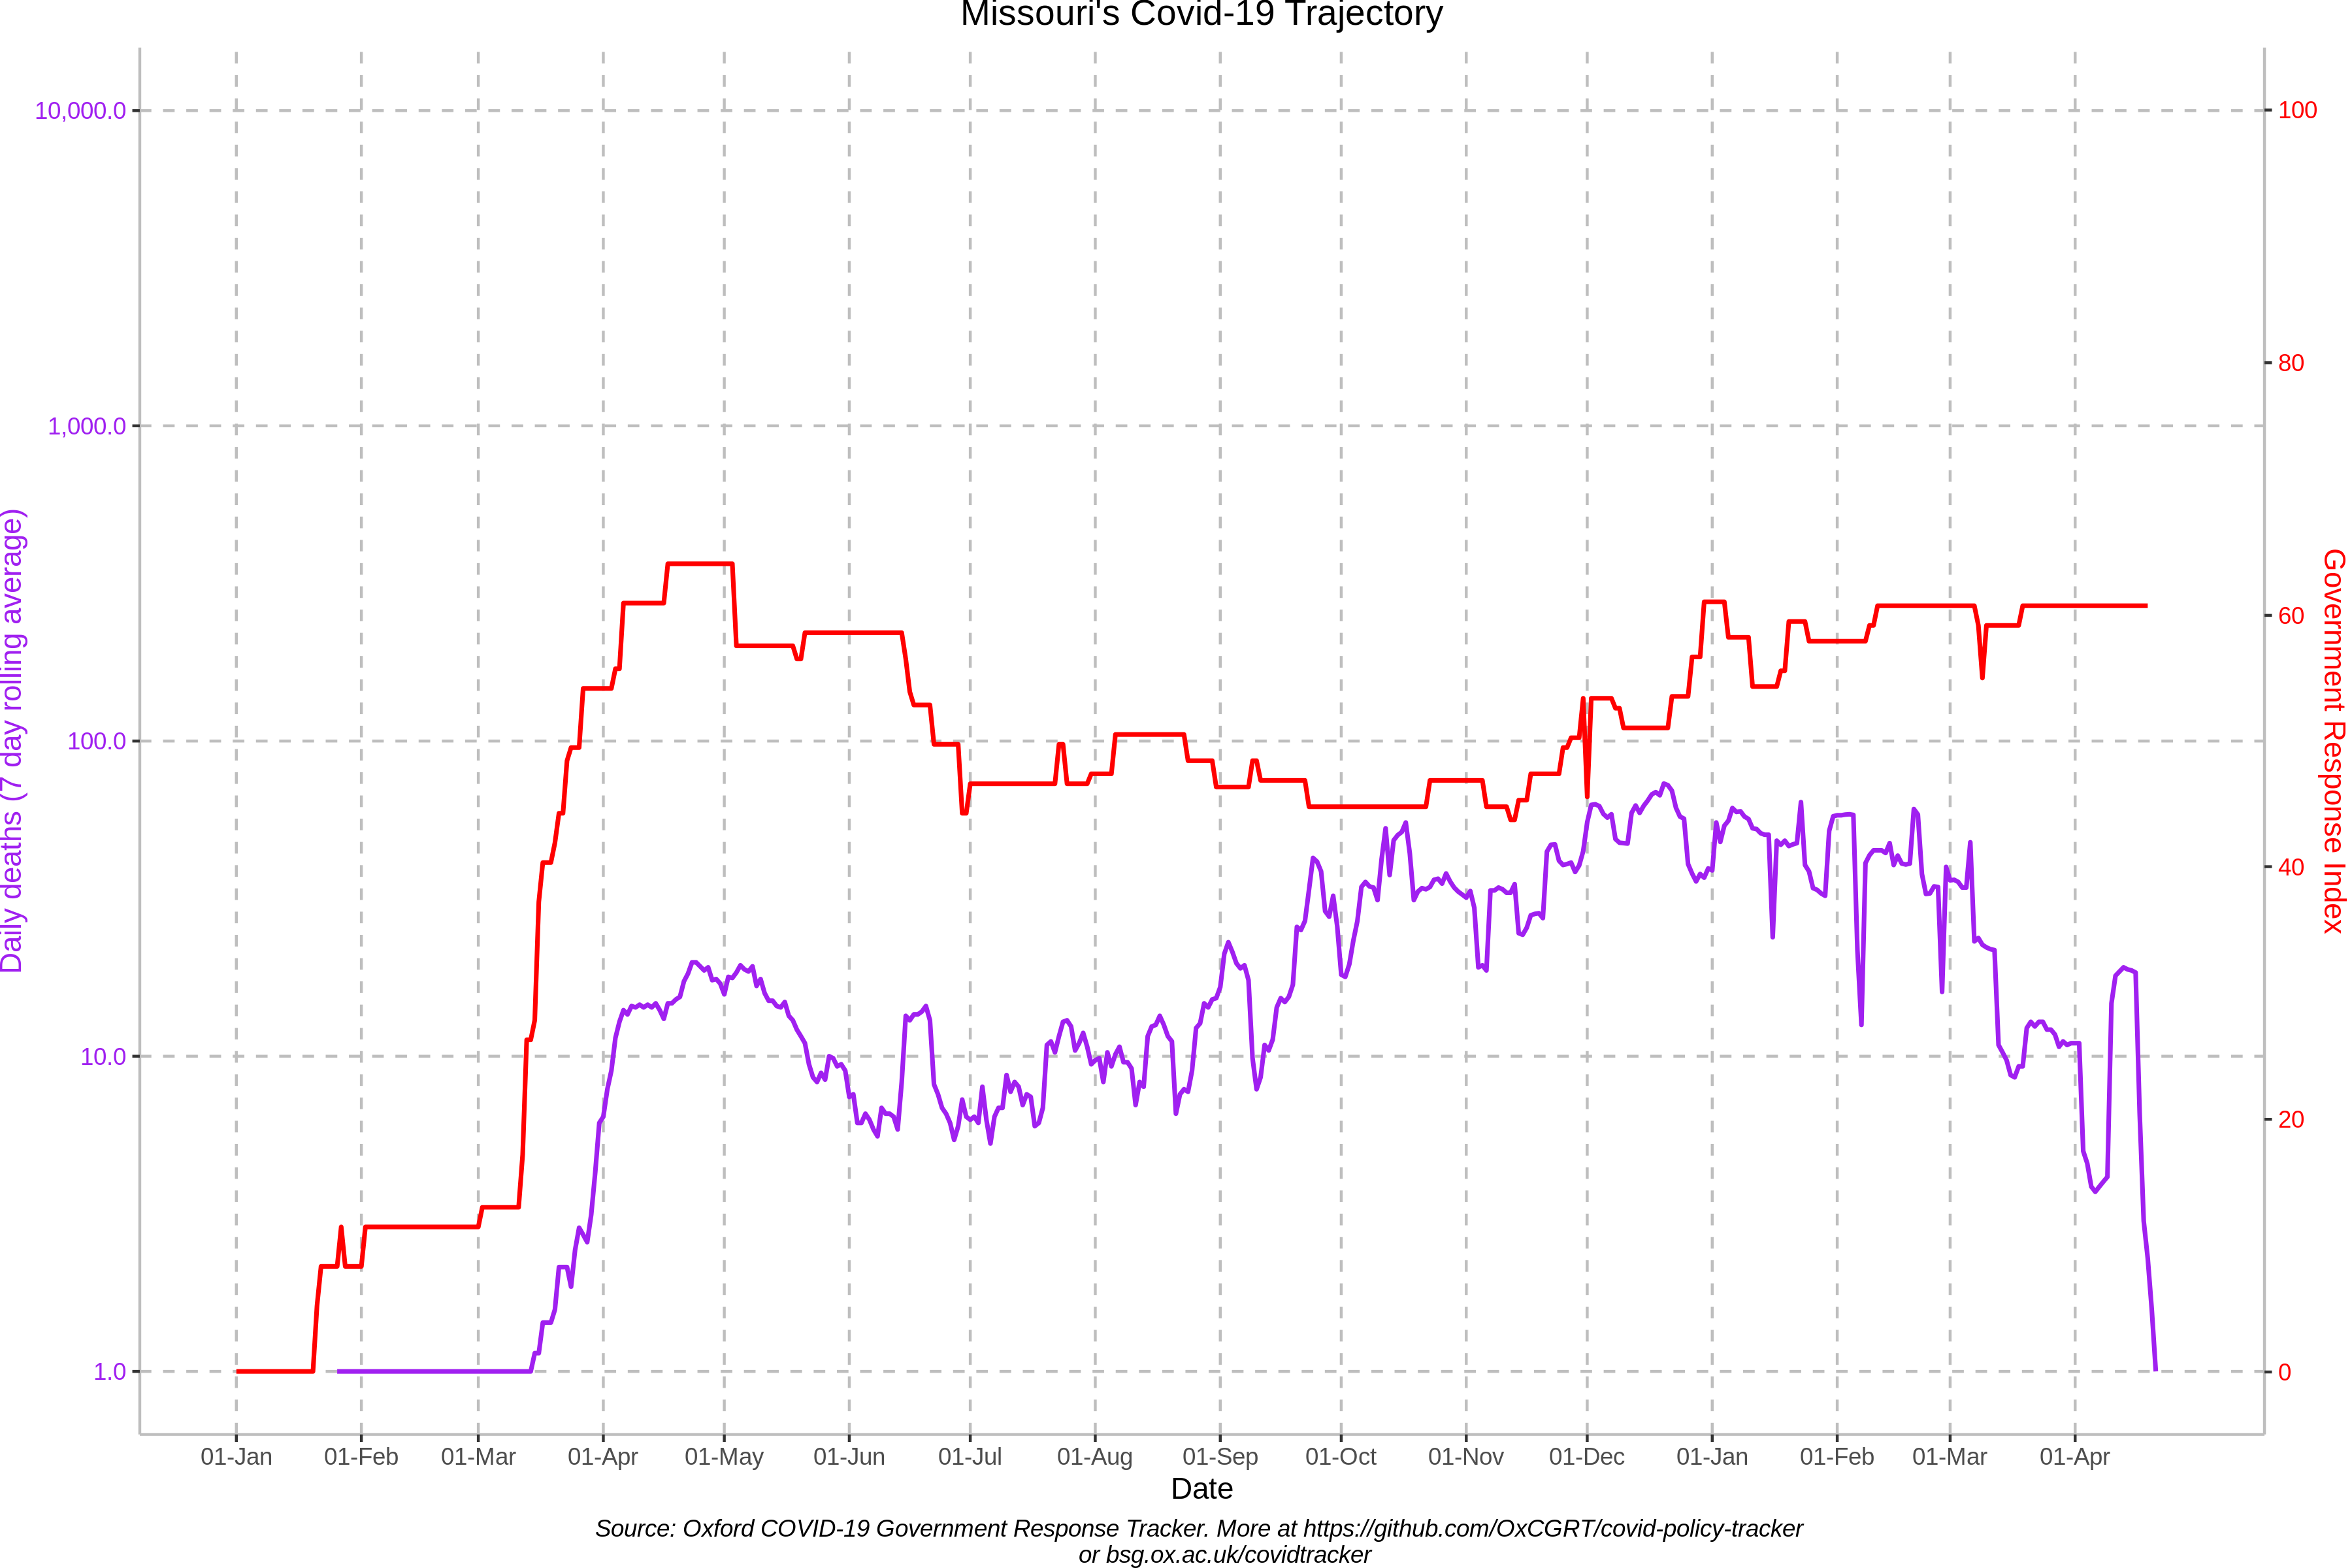 Missouri's Covid-19 Trajectory
10,000.0
1,000.0
100.0
10.0
1.0
Daily deaths (7 day rolling average)
100
80
60
40
20
0
Government Response Index
01-Jan 01-Feb 01-Mar 01-Apr 01-May 01-Jun 01-Jul 01-Aug 01-Sep 01-Oct 01-Nov 01-Dec 01-Jan 01-Feb 01-Mar 01-Apr
Date
Source: Oxford COVID-19 Government Response Tracker. More at https://github.com/OxCGRT/covid-policy-tracker
or bsg.ox.ac.uk/covidtracker